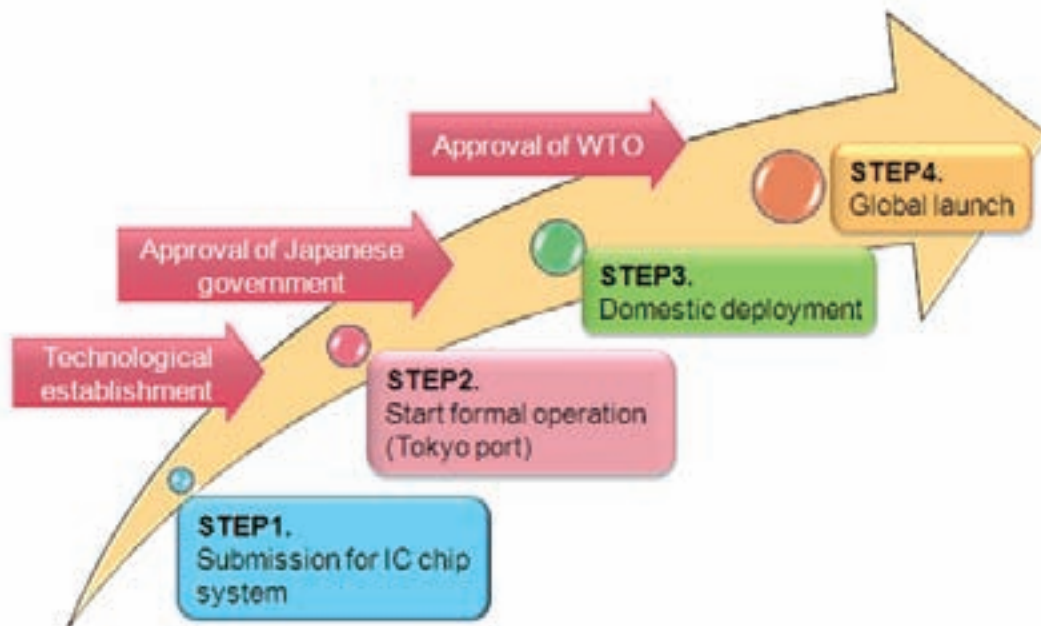 Approval of WTO
STEP4.
Global launch
Approval of Japanese
government
STEP3.
Domestic deployment
Technological
establishment
STEP2.
Start formal operation
(Tokyo port)
STEP1.
Submission for IC chip
system